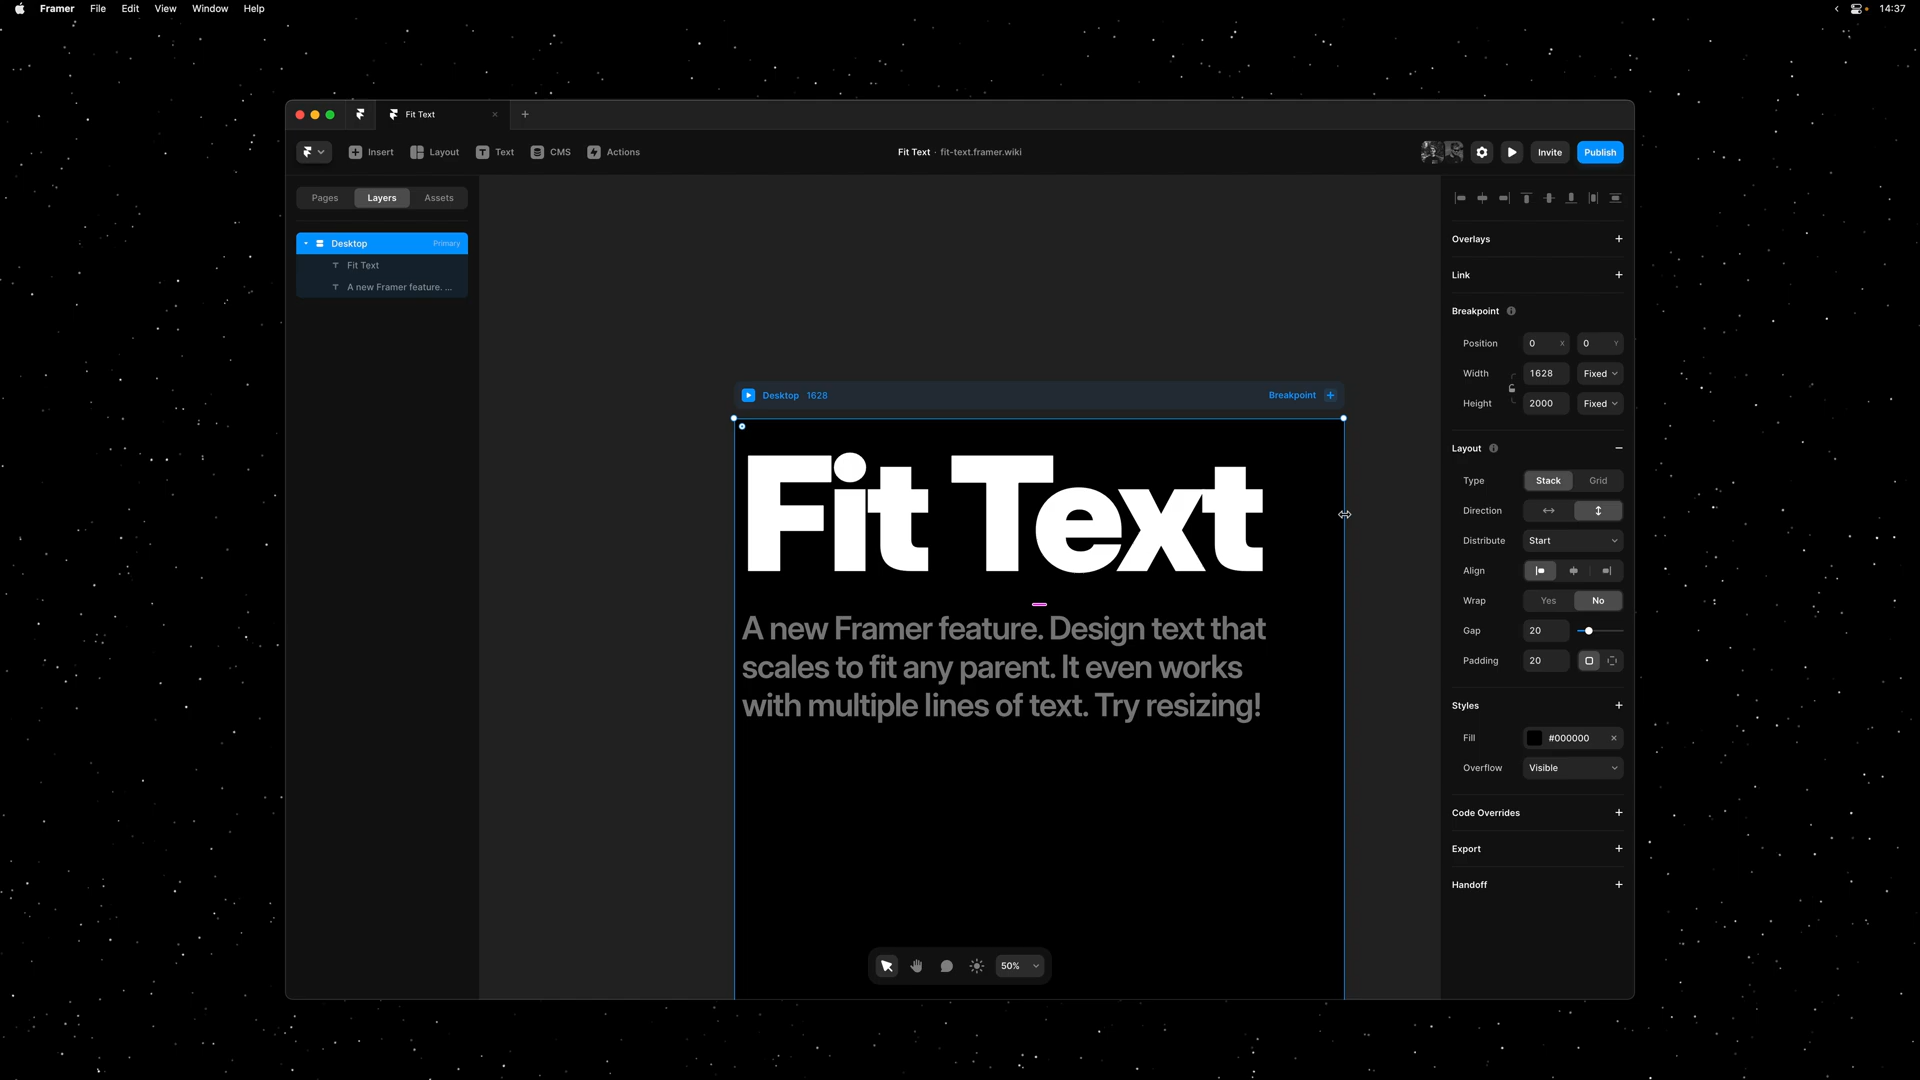 Framer File Edit View Window Help
14:37
Fit Text
Insert Layout Text CMS Actions
Fit Text · fit-text.framer.wiki
Invite Publish
Pages Layers Assets
Desktop Primary
Fit Text
A new Framer feature. ...
Desktop 1628
Breakpoint
Fit Text
A new Framer feature. Design text that
scales to fit any parent. It even works
with multiple lines of text. Try resizing!
50%
Overlays
Link
Breakpoint
Position 0 X 0 Y
Width 1628 Fixed
Height 2000 Fixed
Layout
Type Stack Grid
Direction
Distribute Start
Align
Wrap Yes No
Gap 20
Padding 20
Styles
Fill #000000
Overflow Visible
Code Overrides
Export
Handoff